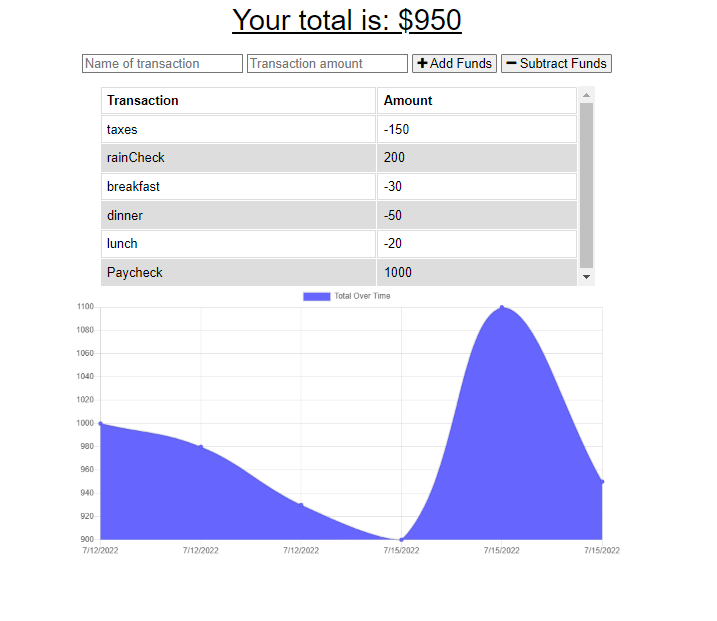 Your total is: $950
Name of transaction Transaction amount Add Funds Subtract Funds
Transaction Amount
taxes -150
rainCheck 200
breakfast -30
dinner -50
lunch -20
Paycheck 1000
Total Over Time
1100
1080
1060
1040
1020
1000
980
960
940
920
900
7/12/2022 7/12/2022 7/12/2022 7/15/2022 7/15/2022 7/15/2022